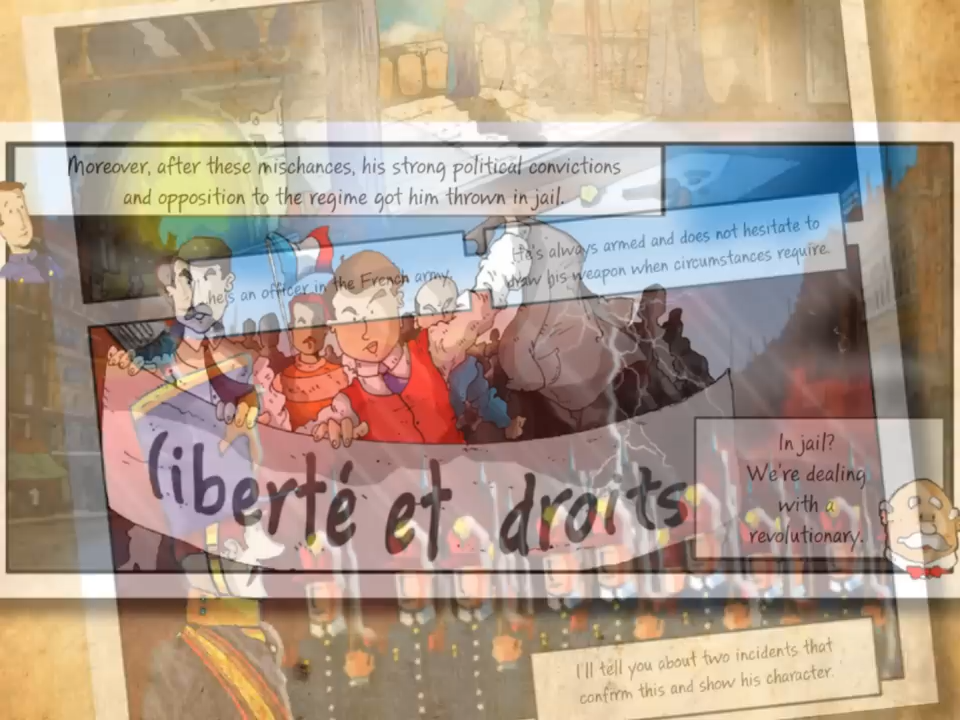 Moreover, after these mischances, his strong political convictions
and opposition to the regime got him thrown in jail.
He's always armed and does not hesitate to
draw his weapon when circumstances require.
he's an officer in the French army
liberté et droits
In jail?
We're dealing
with a
revolutionary.
I'll tell you about two incidents that
confirm this and show his character.